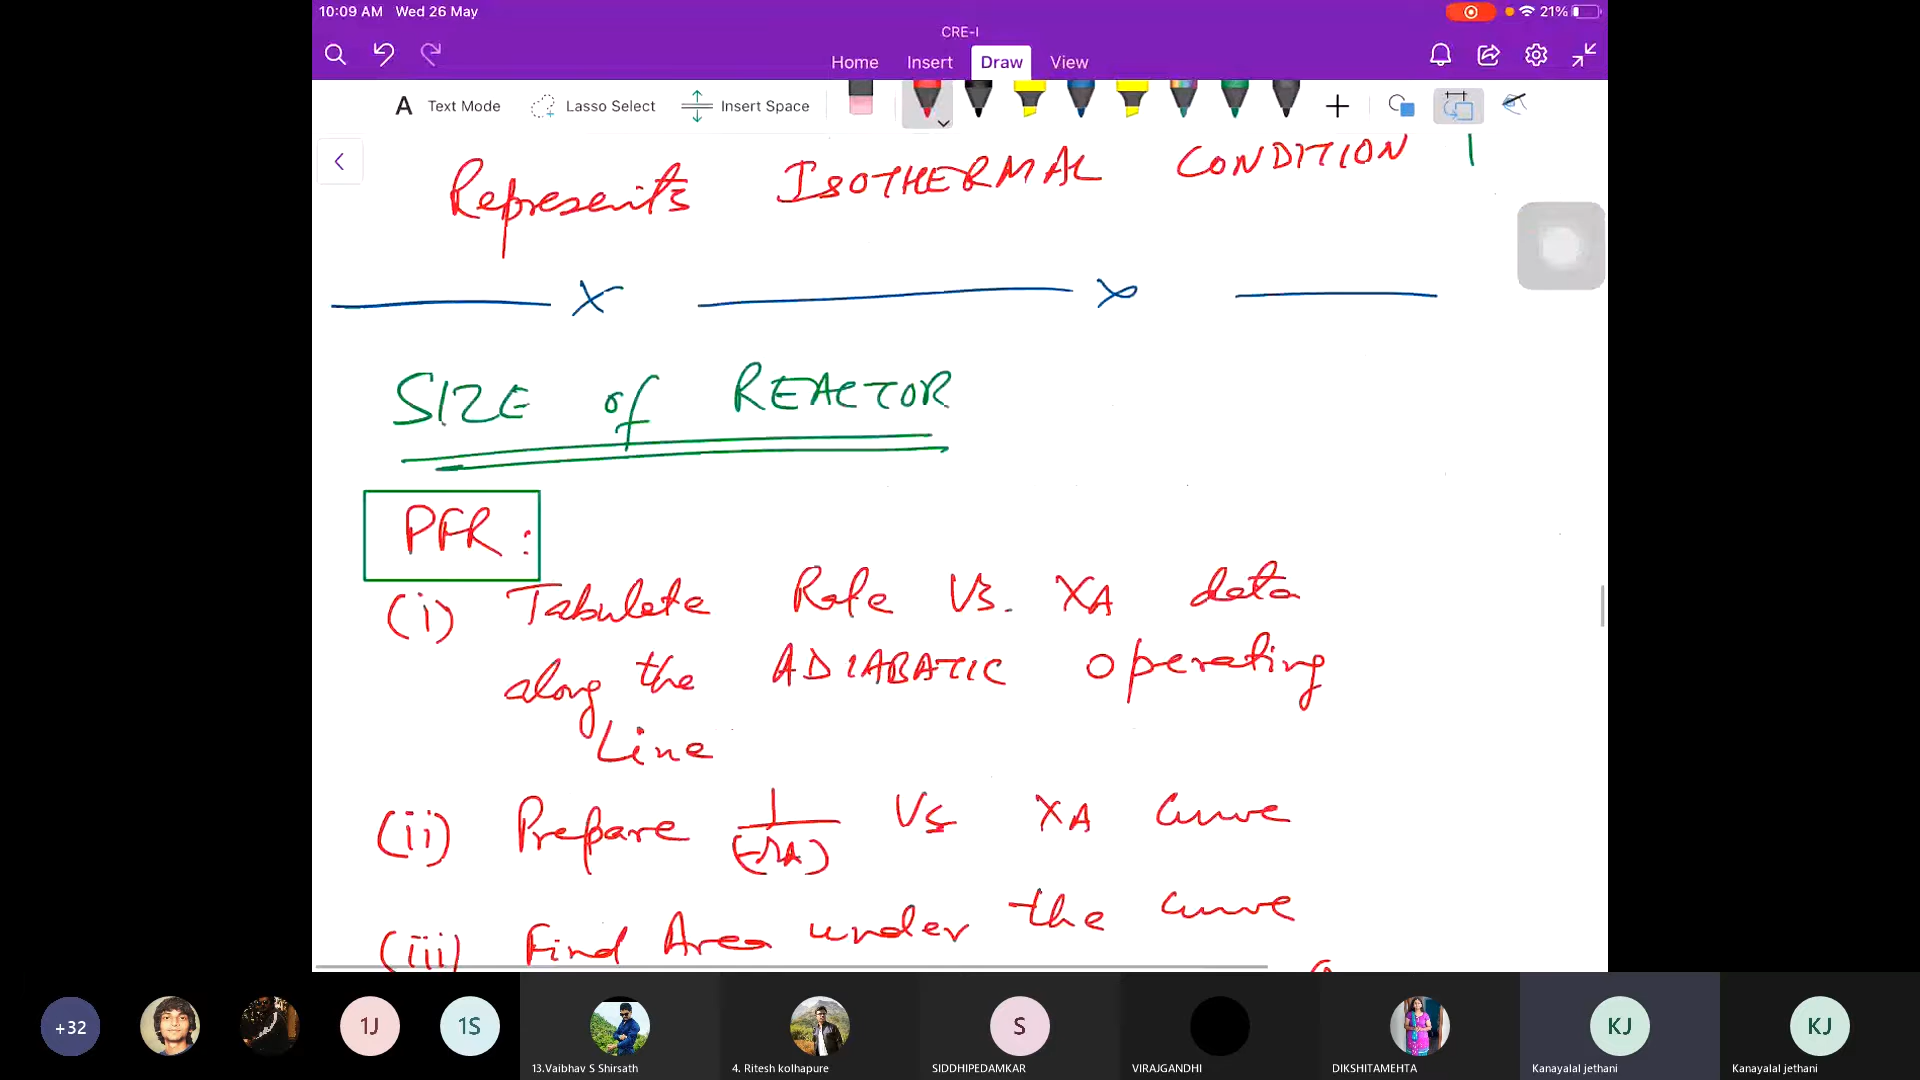 10:09 AM Wed 26 May
21%
CRE-I
Home Insert Draw View
A Text Mode Lasso Select Insert Space
Represents ISOTHERMAL CONDITION
SIZE of REACTOR
PFR:
(i) Tabulate Rate Vs. XA data
along the ADIABATIC operating
Line
(ii) Prepare 1/(-rA) Vs XA curve
(iii) Find Area under the curve
+32
1J
1S
S
KJ
KJ
13.Vaibhav S Shirsath
4. Ritesh kolhapure
SIDDHIPEDAMKAR
VIRAJGANDHI
DIKSHITAMEHTA
Kanayalal jethani
Kanayalal jethani